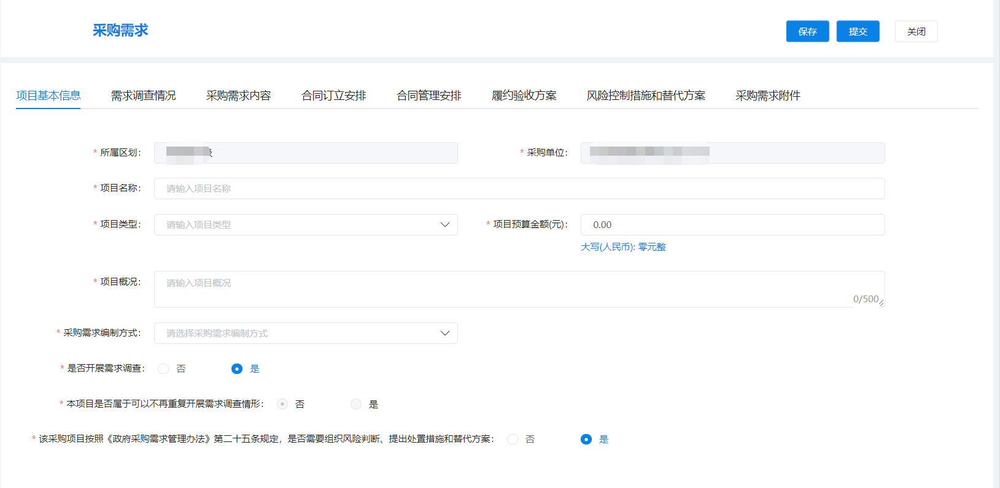 采购需求
保存 提交 关闭
项目基本信息 需求调查情况 采购需求内容 合同订立安排 合同管理安排 履约验收方案 风险控制措施和替代方案 采购需求附件
* 所属区划： * 采购单位：
* 项目名称： 请输入项目名称
* 项目类型： 请输入项目类型 * 项目预算金额(元)： 0.00
大写(人民币): 零元整
* 项目概况： 请输入项目概况
0/500
* 采购需求编制方式： 请选择采购需求编制方式
* 是否开展需求调查： 否 是
* 本项目是否属于可以不再重复开展需求调查情形： 否 是
* 该采购项目按照《政府采购需求管理办法》第二十五条规定，是否需要组织风险判断、提出处置措施和替代方案： 否 是